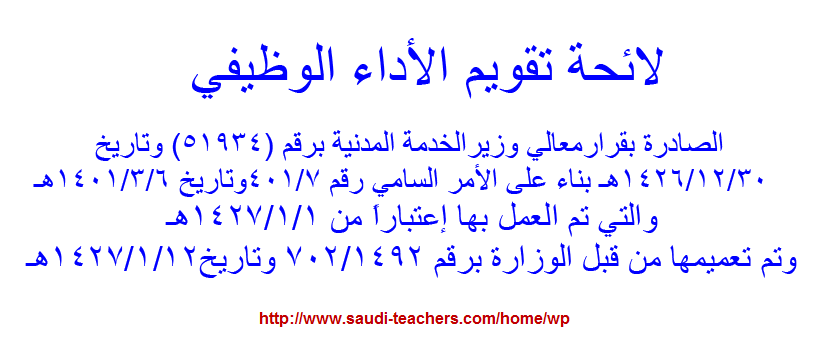 لائحة تقويم الأداء الوظيفي
الصادرة بقرارمعالي وزيرالخدمة المدنية برقم (٥١٩٣٤) وتاريخ
١٤٢٦/١٢/٣٠هـ بناء على الأمر السامي رقم ٤٠١/٧وتاريخ ١٤٠١/٣/٦هـ
والتي تم العمل بها إعتباراً من ١٤٢٧/١/١هـ
وتم تعميمها من قبل الوزارة برقم ٧٠٢/١٤٩٢ وتاريخ١٤٢٧/١/١٢هـ
http://www.saudi-teachers.com/home/wp